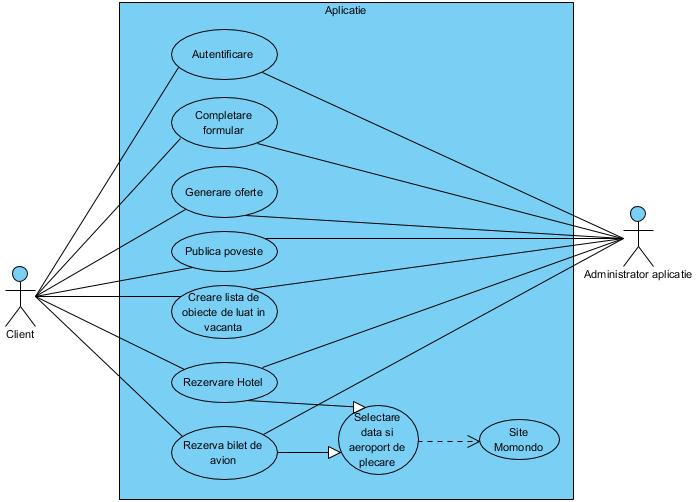 Aplicatie
Autentificare
Completare
formular
Generare oferte
Publica poveste
Creare lista de
obiecte de luat in
vacanta
Rezervare Hotel
Rezerva bilet de
avion
Selectare
data si
aeroport de
plecare
Site
Momondo
Client
Administrator aplicatie